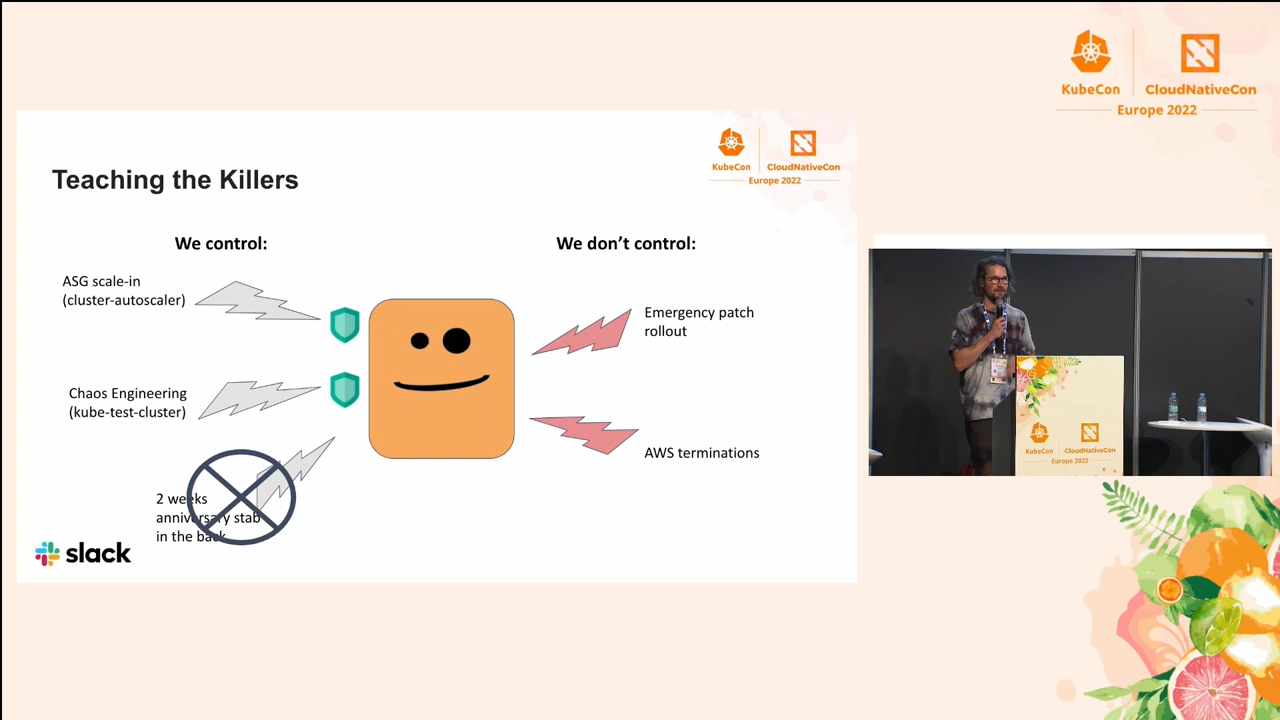 KubeCon
CloudNativeCon
Europe 2022
KubeCon
CloudNativeCon
Europe 2022
Teaching the Killers
We control:
We don’t control:
ASG scale-in
(cluster-autoscaler)
Emergency patch
rollout
Chaos Engineering
(kube-test-cluster)
AWS terminations
2 weeks
anniversary stab
in the back
slack
KubeCon
CloudNativeCon
Europe 2022